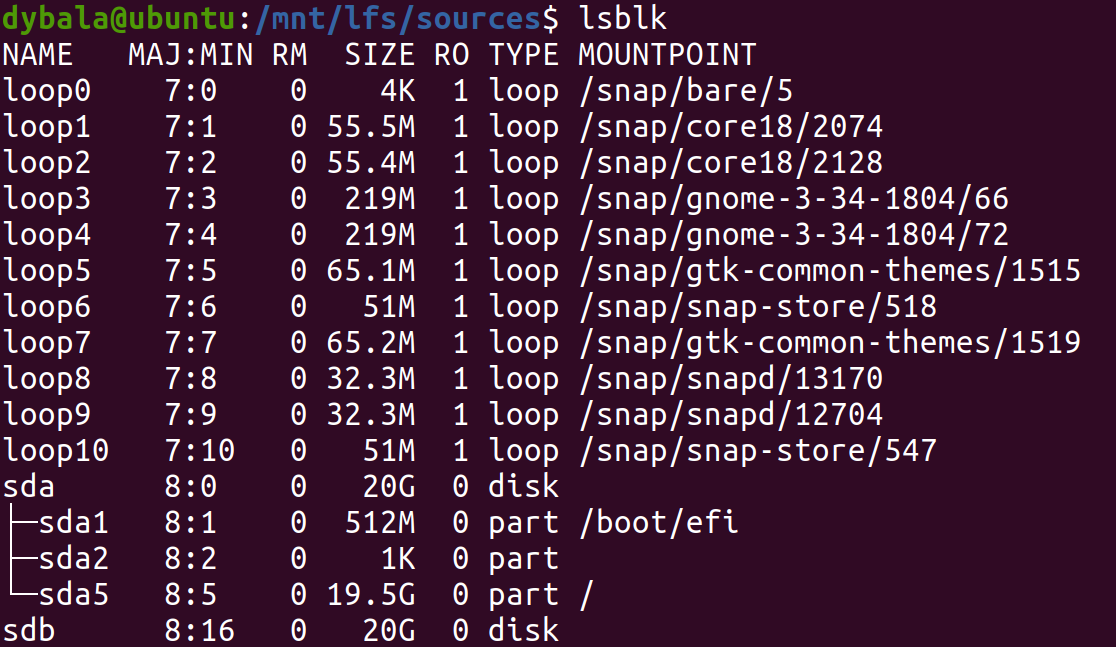 dybala@ubuntu:/mnt/lfs/sources$ lsblk
NAME   MAJ:MIN RM   SIZE RO TYPE MOUNTPOINT
loop0    7:0    0     4K  1 loop /snap/bare/5
loop1    7:1    0  55.5M  1 loop /snap/core18/2074
loop2    7:2    0  55.4M  1 loop /snap/core18/2128
loop3    7:3    0   219M  1 loop /snap/gnome-3-34-1804/66
loop4    7:4    0   219M  1 loop /snap/gnome-3-34-1804/72
loop5    7:5    0  65.1M  1 loop /snap/gtk-common-themes/1515
loop6    7:6    0    51M  1 loop /snap/snap-store/518
loop7    7:7    0  65.2M  1 loop /snap/gtk-common-themes/1519
loop8    7:8    0  32.3M  1 loop /snap/snapd/13170
loop9    7:9    0  32.3M  1 loop /snap/snapd/12704
loop10   7:10   0    51M  1 loop /snap/snap-store/547
sda      8:0    0    20G  0 disk
├─sda1   8:1    0   512M  0 part /boot/efi
├─sda2   8:2    0     1K  0 part
└─sda5   8:5    0  19.5G  0 part /
sdb      8:16   0    20G  0 disk